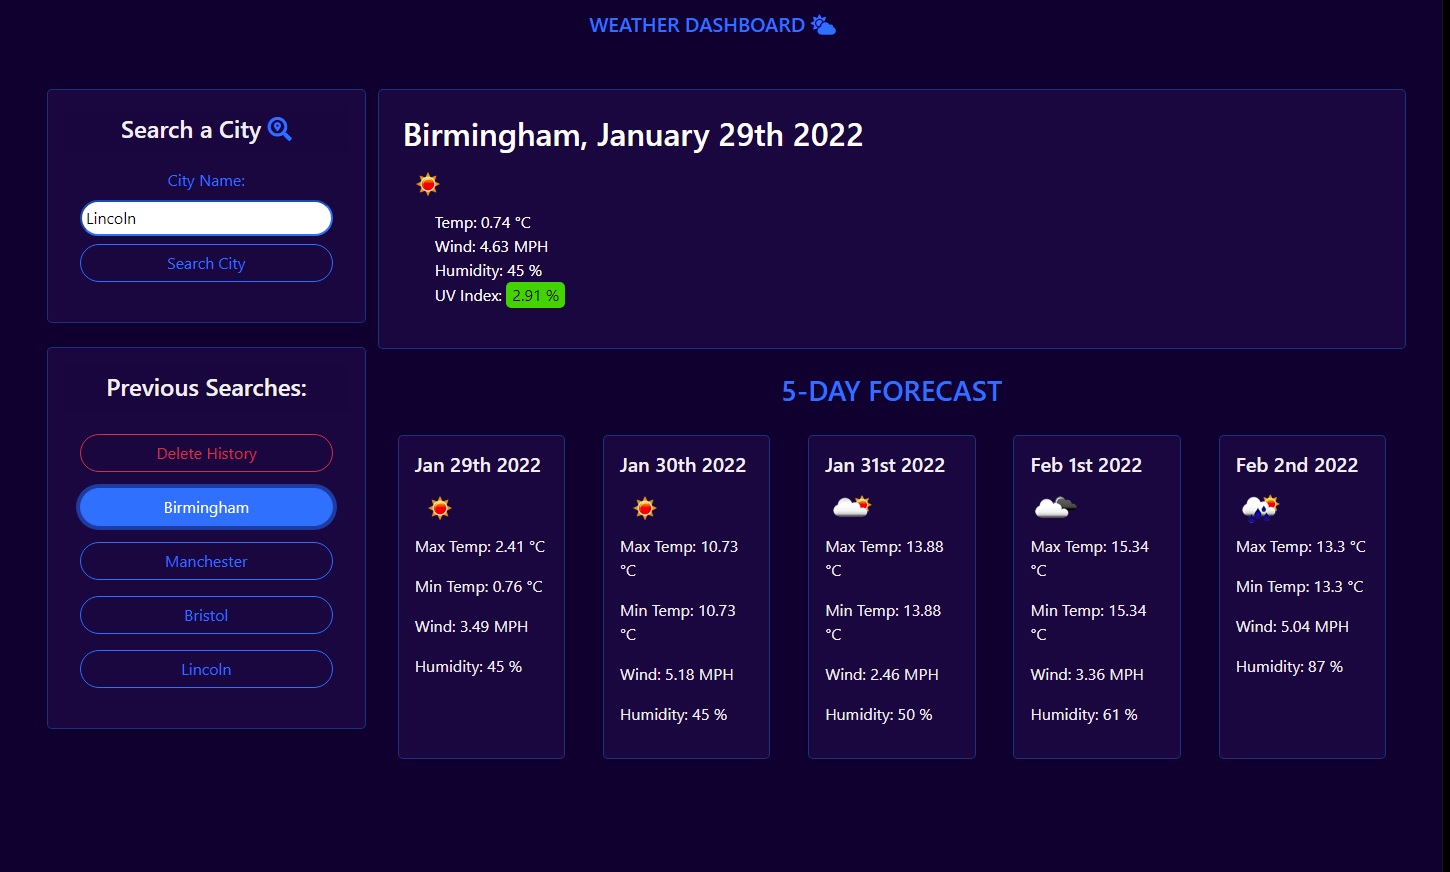 WEATHER DASHBOARD
Search a City
City Name:
Lincoln
Search City
Previous Searches:
Delete History
Birmingham
Manchester
Bristol
Lincoln
Birmingham, January 29th 2022
Temp: 0.74 °C
Wind: 4.63 MPH
Humidity: 45 %
UV Index: 2.91 %
5-DAY FORECAST
Jan 29th 2022
Max Temp: 2.41 °C
Min Temp: 0.76 °C
Wind: 3.49 MPH
Humidity: 45 %
Jan 30th 2022
Max Temp: 10.73
°C
Min Temp: 10.73
°C
Wind: 5.18 MPH
Humidity: 45 %
Jan 31st 2022
Max Temp: 13.88
°C
Min Temp: 13.88
°C
Wind: 2.46 MPH
Humidity: 50 %
Feb 1st 2022
Max Temp: 15.34
°C
Min Temp: 15.34
°C
Wind: 3.36 MPH
Humidity: 61 %
Feb 2nd 2022
Max Temp: 13.3 °C
Min Temp: 13.3 °C
Wind: 5.04 MPH
Humidity: 87 %